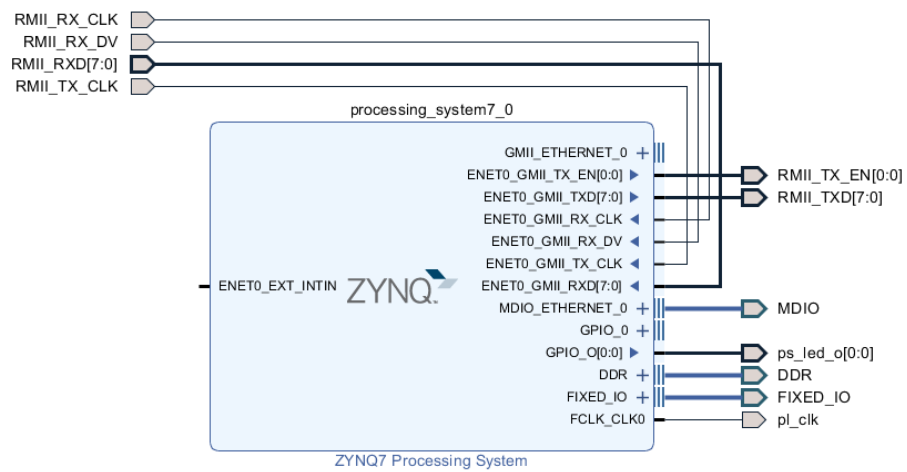 RMII_RX_CLK
RMII_RX_DV
RMII_RXD[7:0]
RMII_TX_CLK
processing_system7_0
GMII_ETHERNET_0
ENET0_GMII_TX_EN[0:0]
RMII_TX_EN[0:0]
ENET0_GMII_TXD[7:0]
RMII_TXD[7:0]
ENET0_GMII_RX_CLK
ENET0_GMII_RX_DV
ENET0_GMII_TX_CLK
ENET0_EXT_INTIN
ZYNQ
ENET0_GMII_RXD[7:0]
MDIO_ETHERNET_0
MDIO
GPIO_0
GPIO_O[0:0]
ps_led_o[0:0]
DDR
DDR
FIXED_IO
FIXED_IO
FCLK_CLK0
pl_clk
ZYNQ7 Processing System